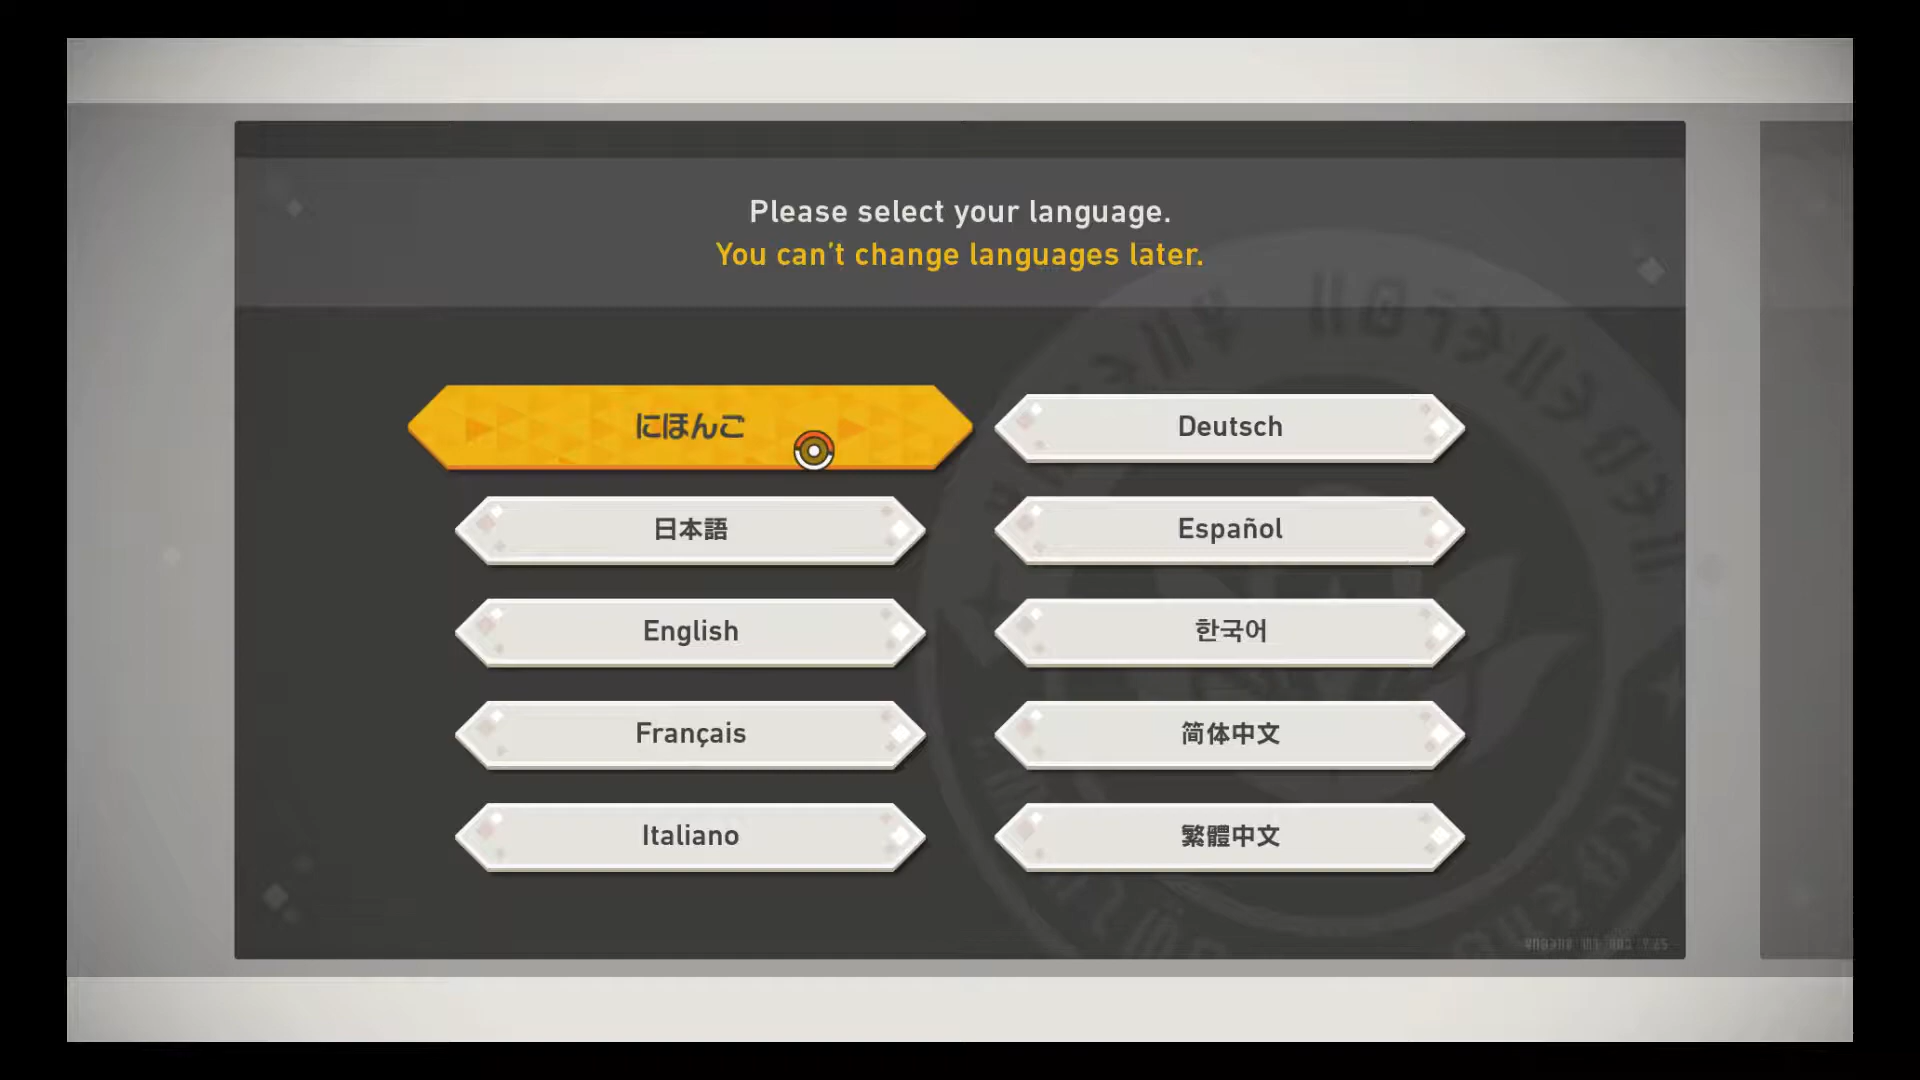 Please select your language.
You can't change languages later.
にほんご
日本語
English
Français
Italiano
Deutsch
Español
한국어
简体中文
繁體中文